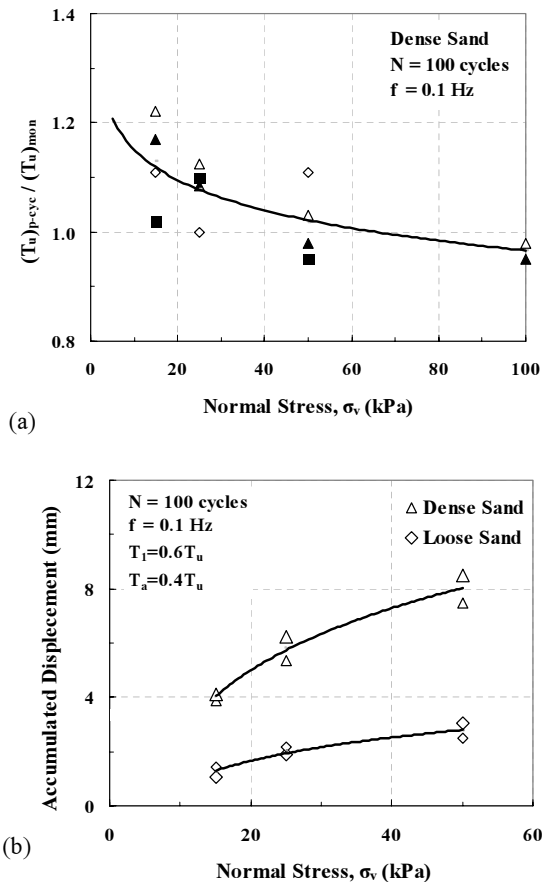 1.4
1.2
1.0
0.8
(Tu)p-cyc / (Tu)mon
Dense Sand
N = 100 cycles
f = 0.1 Hz
0 20 40 60 80 100
Normal Stress, σv (kPa)
(a)
12
8
4
0
Accumulated Displecement (mm)
N = 100 cycles
f = 0.1 Hz
T1=0.6Tu
Ta=0.4Tu
Dense Sand
Loose Sand
0 20 40 60
Normal Stress, σv (kPa)
(b)